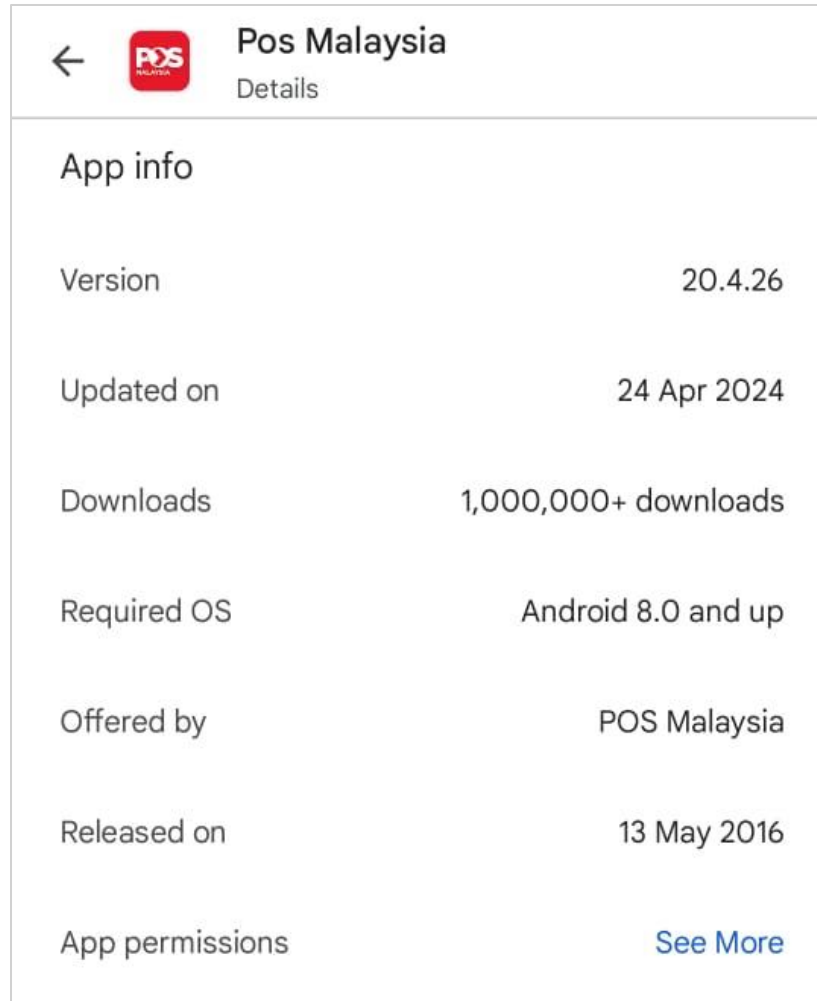 POS
MALAYSIA
Pos Malaysia
Details
App info
Version 20.4.26
Updated on 24 Apr 2024
Downloads 1,000,000+ downloads
Required OS Android 8.0 and up
Offered by POS Malaysia
Released on 13 May 2016
App permissions See More